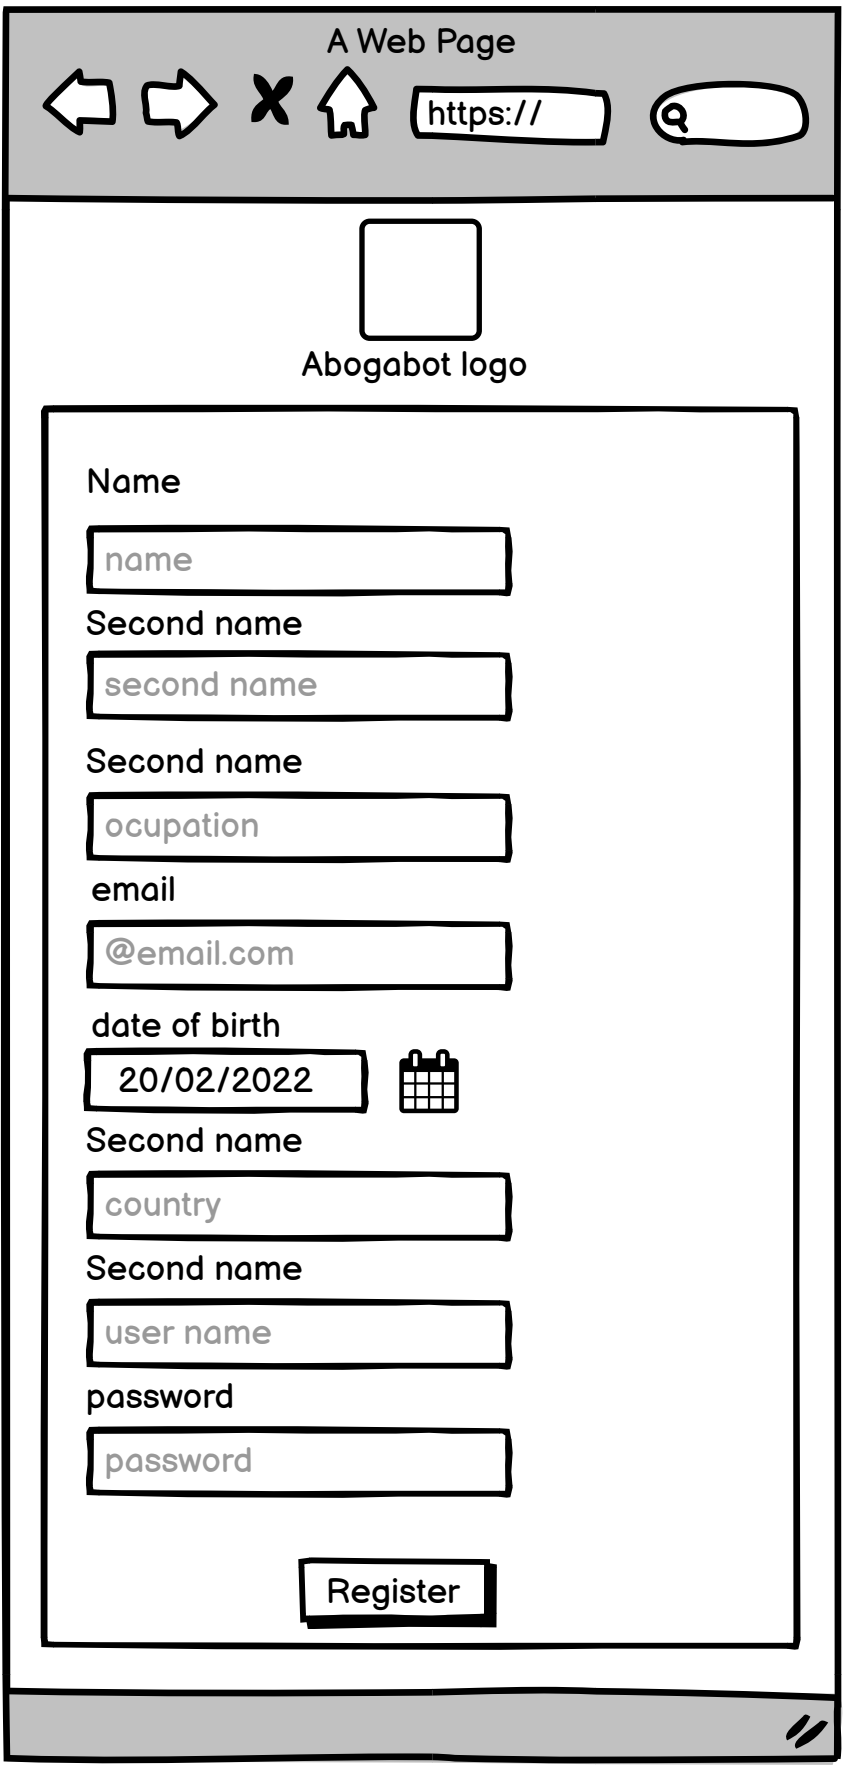 A Web Page
https://
Abogabot logo
Name
name
Second name
second name
Second name
ocupation
email
@email.com
date of birth
20/02/2022
Second name
country
Second name
user name
password
password
Register